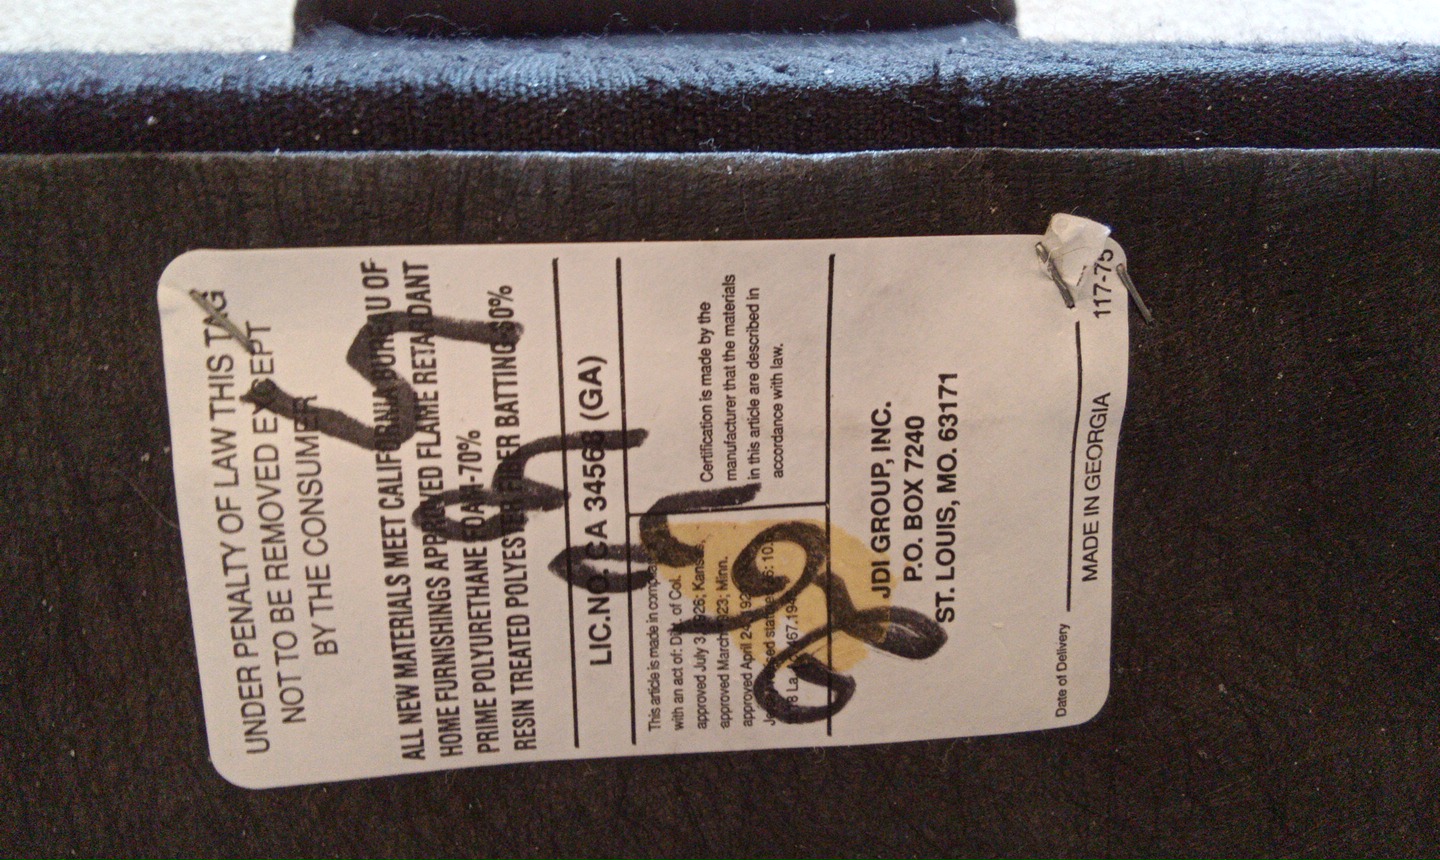 UNDER PENALTY OF LAW THIS TAG
NOT TO BE REMOVED EXCEPT
BY THE CONSUMER
ALL NEW MATERIALS MEET CALIFORNIA BUREAU OF
HOME FURNISHINGS APPROVED FLAME RETARDANT
PRIME POLYURETHANE FOAM-70%
RESIN TREATED POLYESTER FIBER BATTING-30%
LIC.NO. CA 34568 (GA)
This article is made in
with an act of: Dist. of Col.
approved July 3, 1926; Kans.
approved March 1923; Minn.
approved April 24,
Certification is made by the
manufacturer that the materials
in this article are described in
accordance with law.
JDI GROUP, INC.
P.O. BOX 7240
ST. LOUIS, MO. 63171
Date of Delivery
MADE IN GEORGIA
117-75